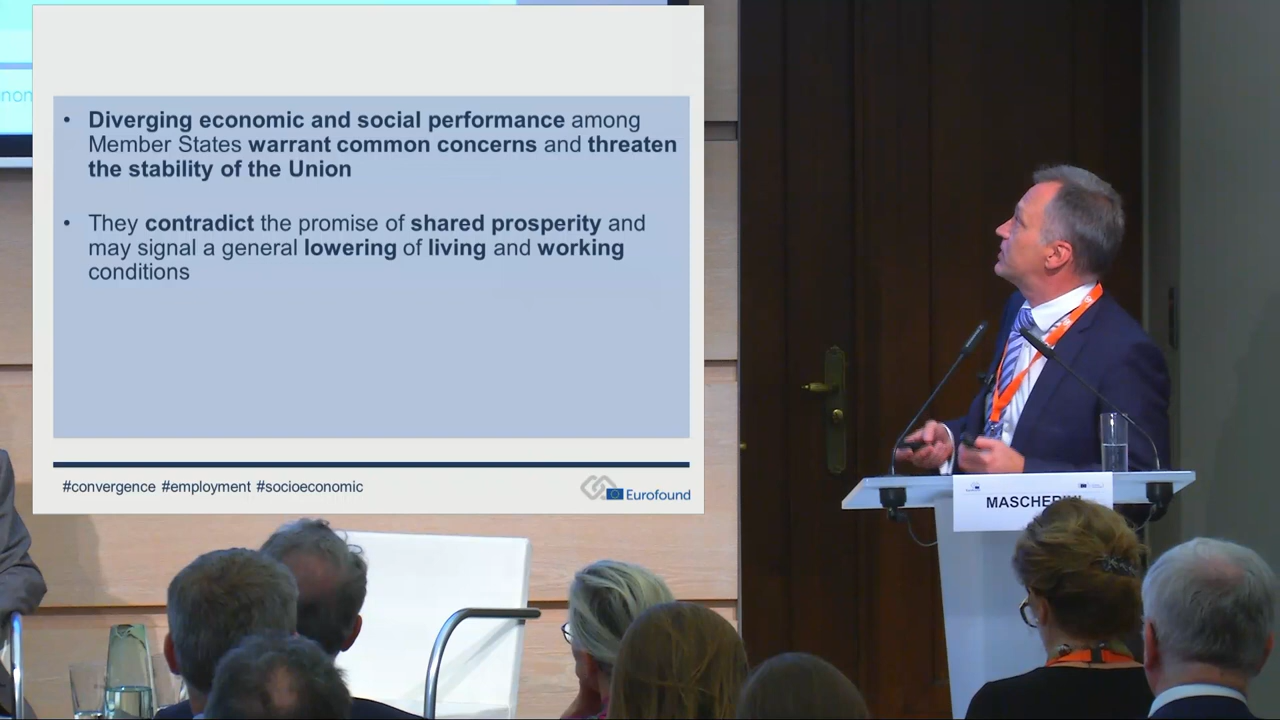 Diverging economic and social performance among
Member States warrant common concerns and threaten
the stability of the Union
They contradict the promise of shared prosperity and
may signal a general lowering of living and working
conditions
#convergence #employment #socioeconomic
Eurofound